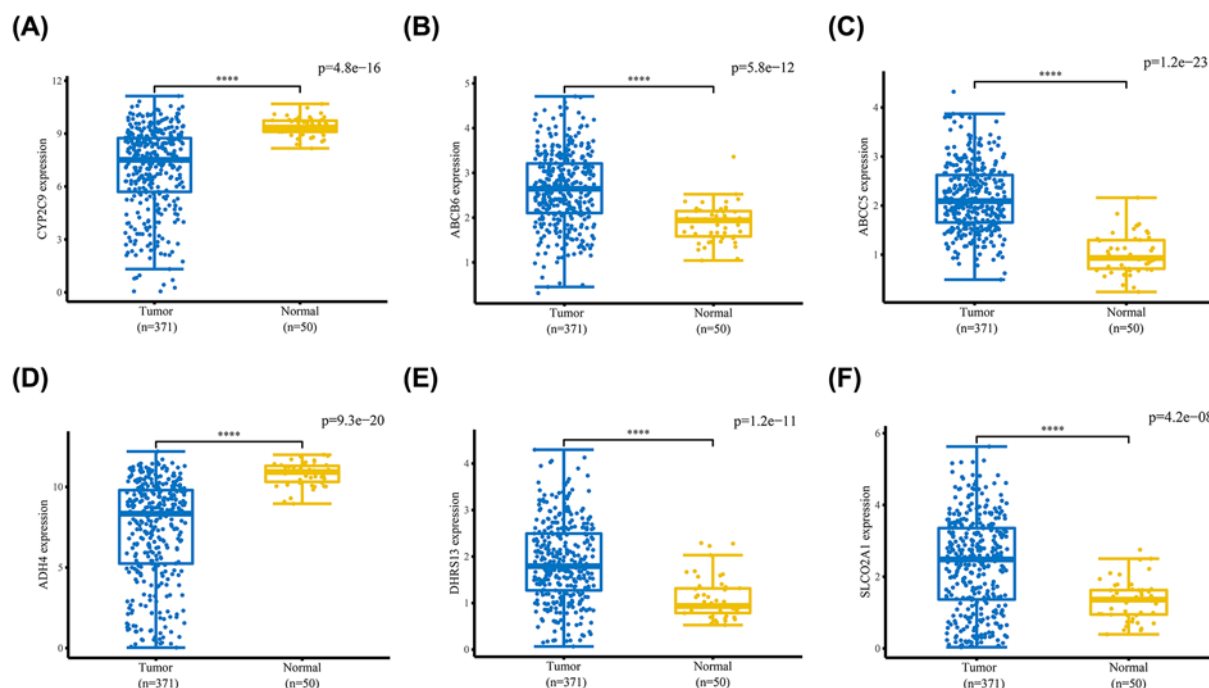 (A)
p=4.8e−16
****
CYP2C9 expression
12
9
6
3
0
Tumor
(n=371)
Normal
(n=50)
(B)
p=5.8e−12
****
ABCB6 expression
5
4
3
2
1
Tumor
(n=371)
Normal
(n=50)
(C)
p=1.2e−23
****
ABCC5 expression
4
3
2
1
Tumor
(n=371)
Normal
(n=50)
(D)
p=9.3e−20
****
ADH4 expression
10
5
0
Tumor
(n=371)
Normal
(n=50)
(E)
p=1.2e−11
****
DHRS13 expression
4
3
2
1
0
Tumor
(n=371)
Normal
(n=50)
(F)
p=4.2e−08
****
SLCO2A1 expression
6
4
2
0
Tumor
(n=371)
Normal
(n=50)